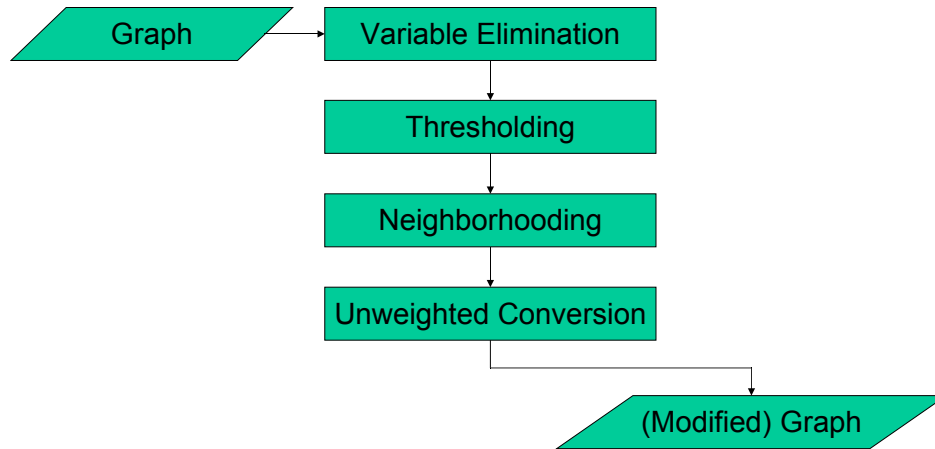 Graph
Variable Elimination
Thresholding
Neighborhooding
Unweighted Conversion
(Modified) Graph